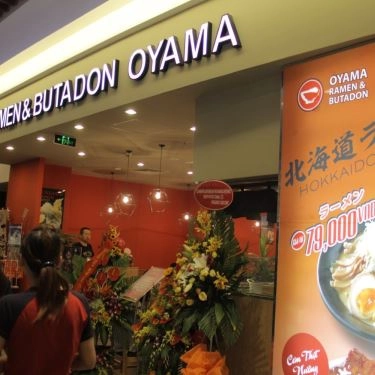 MEN & BUTADON OYAMA
OYAMA
RAMEN &
BUTADON
北海道ラ
HOKKAIDO
ラーメン
79,000
Cơm Thịt
Nướng